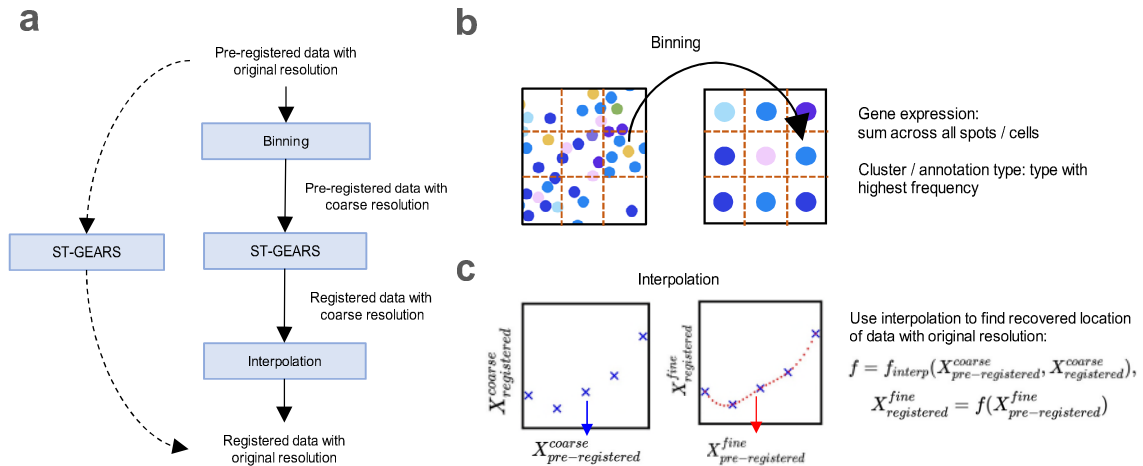 a
Pre-registered data with
original resolution
Binning
Pre-registered data with
coarse resolution
ST-GEARS
ST-GEARS
Registered data with
coarse resolution
Interpolation
Registered data with
original resolution
b
Binning
Gene expression:
sum across all spots / cells
Cluster / annotation type: type with
highest frequency
c
Interpolation
X^{coarse}_{registered}
X^{coarse}_{pre-registered}
X^{fine}_{registered}
X^{fine}_{pre-registered}
Use interpolation to find recovered location
of data with original resolution:
f = f_{interp}(X^{coarse}_{pre-registered}, X^{coarse}_{registered}),
X^{fine}_{registered} = f(X^{fine}_{pre-registered})